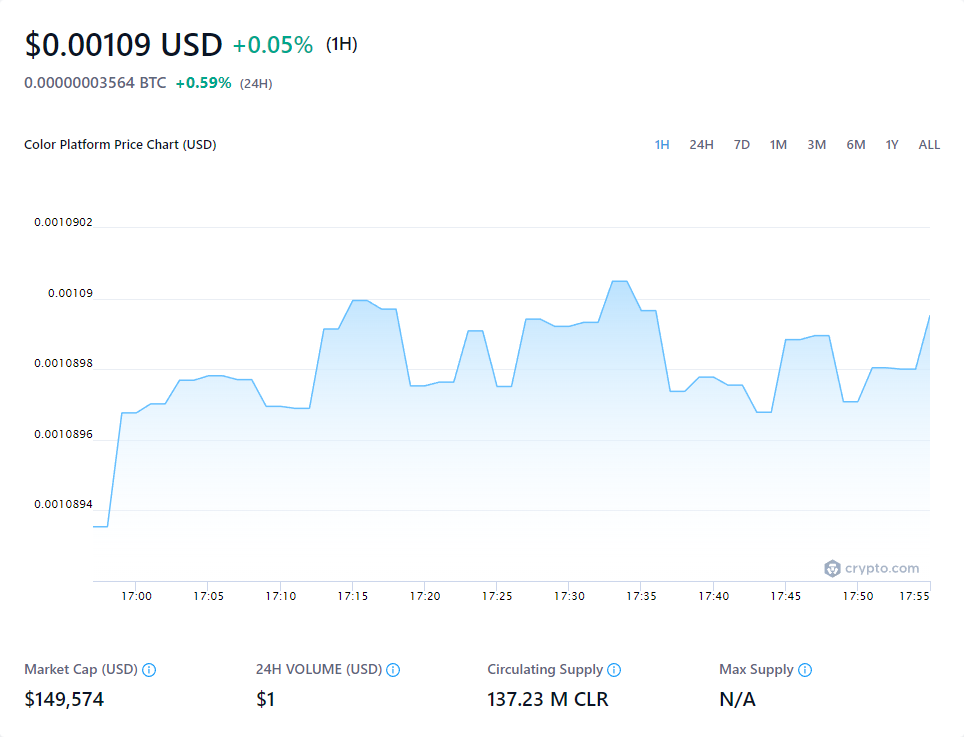 $0.00109 USD +0.05% (1H)
0.00000003564 BTC +0.59% (24H)
Color Platform Price Chart (USD) 1H 24H 7D 1M 3M 6M 1Y ALL
0.0010902
0.00109
0.0010898
0.0010896
0.0010894
crypto.com
17:00 17:05 17:10 17:15 17:20 17:25 17:30 17:35 17:40 17:45 17:50 17:55
Market Cap (USD) 24H VOLUME (USD) Circulating Supply Max Supply
$149,574 $1 137.23 M CLR N/A